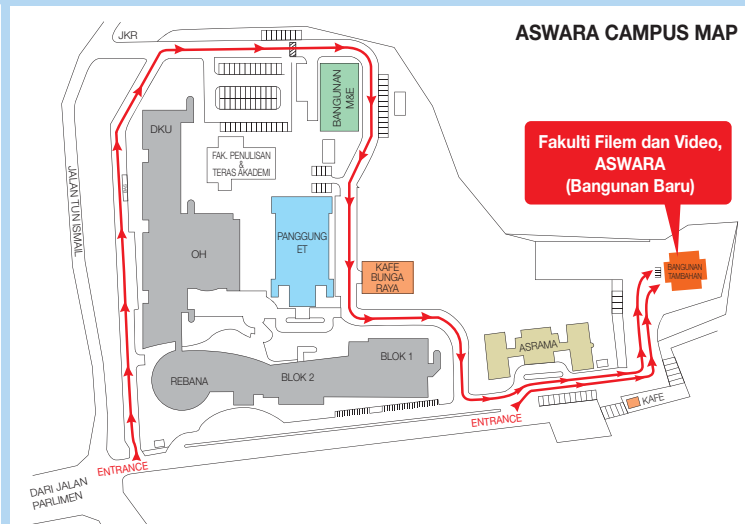 ASWARA CAMPUS MAP
JKR
BANGUNAN
M&E
DKU
FAK. PENULISAN
&
TERAS AKADEMI
Fakulti Filem dan Video,
ASWARA
(Bangunan Baru)
JALAN TUN ISMAIL
PANGGUNG
ET
OH
KAFE
BUNGA
RAYA
BANGUNAN
TAMBAHAN
ASRAMA
BLOK 1
BLOK 2
REBANA
KAFE
ENTRANCE
ENTRANCE
DARI JALAN
PARLIMEN